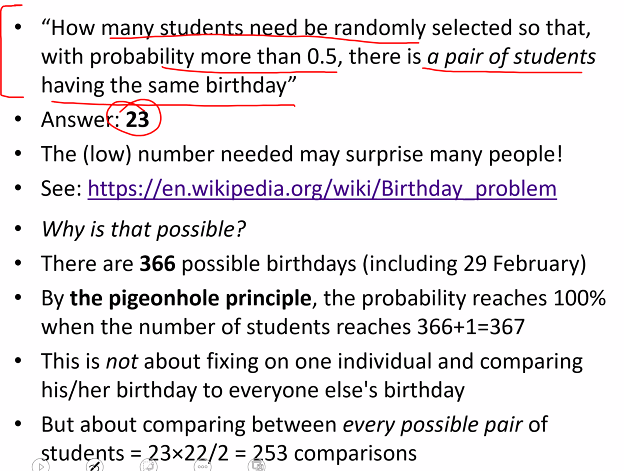 • “How many students need be randomly selected so that,
with probability more than 0.5, there is a pair of students
having the same birthday”
• Answer: 23
• The (low) number needed may surprise many people!
• See: https://en.wikipedia.org/wiki/Birthday_problem
• Why is that possible?
• There are 366 possible birthdays (including 29 February)
• By the pigeonhole principle, the probability reaches 100%
when the number of students reaches 366+1=367
• This is not about fixing on one individual and comparing
his/her birthday to everyone else's birthday
• But about comparing between every possible pair of
students = 23×22/2 = 253 comparisons